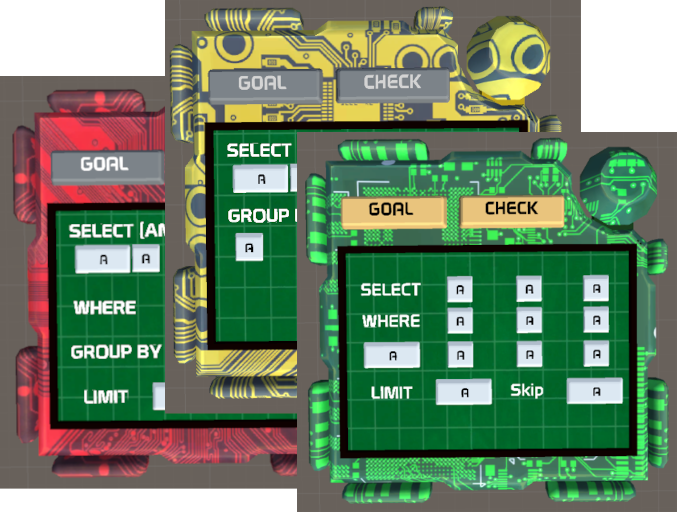 GOAL
SELECT [AM
A A
WHERE
GROUP BY
LIMIT
GOAL CHECK
SELECT
A
GROUP
A
GOAL CHECK
SELECT A A A
WHERE A A A
A A A A
LIMIT A Skip A